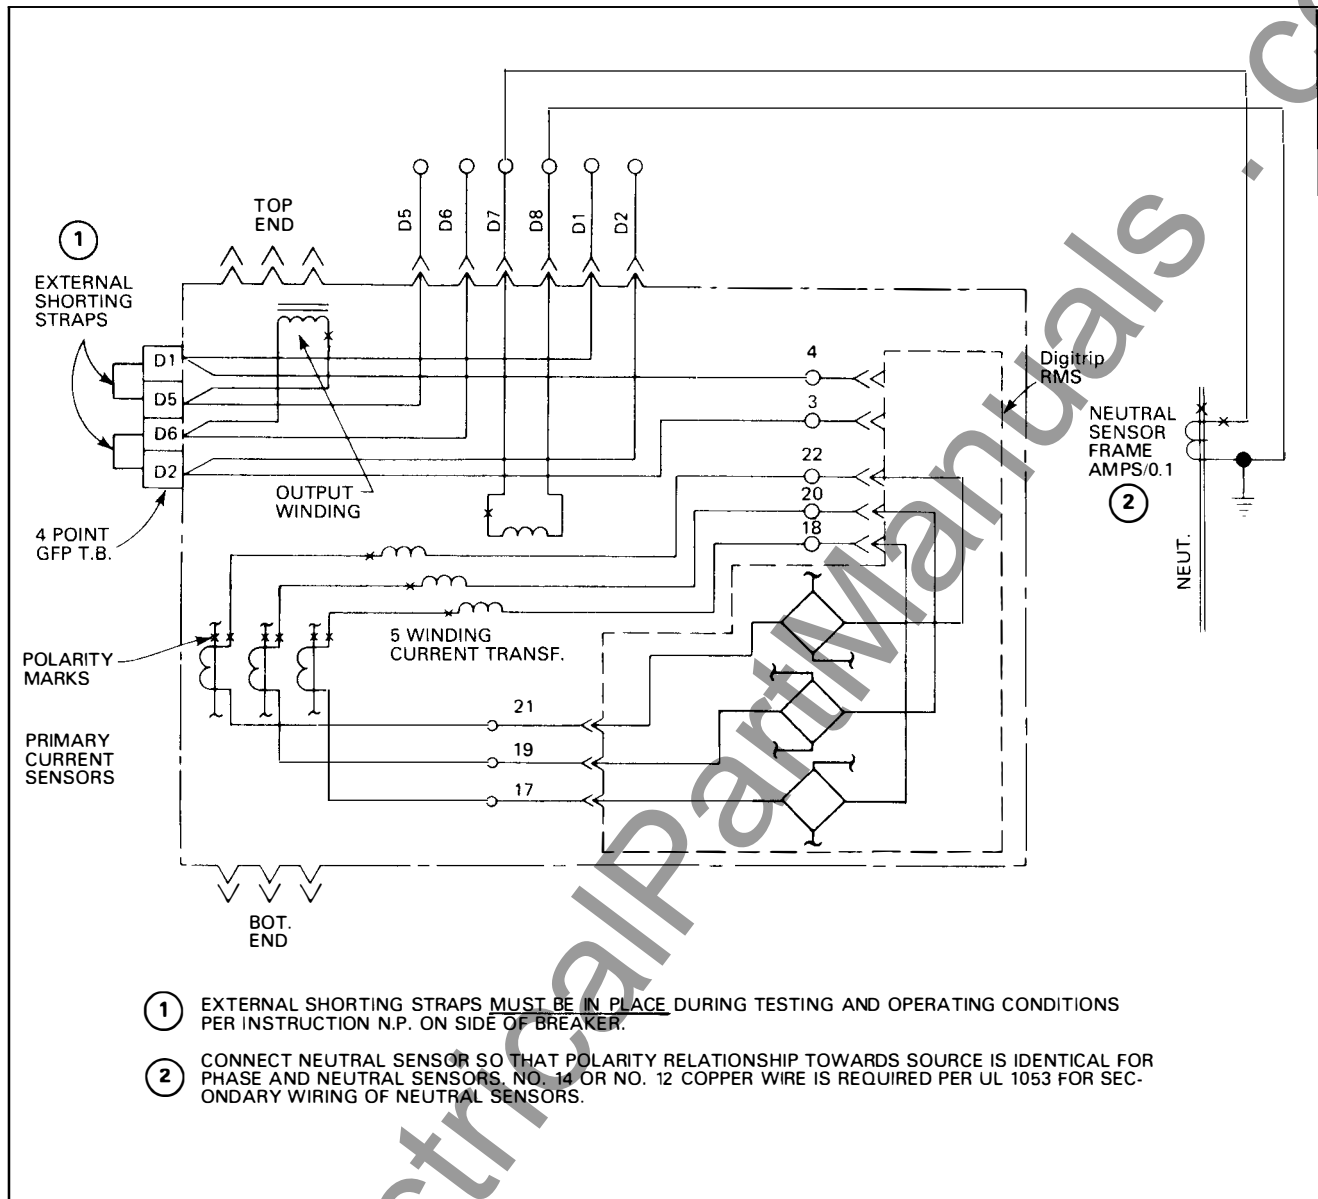 D5
D6
D7
D8
D1
D2
TOP
END
1
EXTERNAL
SHORTING
STRAPS
D1
D5
D6
D2
4 POINT
GFP T.B.
OUTPUT
WINDING
4
3
22
20
18
Digitrip
RMS
NEUTRAL
SENSOR
FRAME
AMPS/0.1
2
NEUT.
5 WINDING
CURRENT TRANSF.
POLARITY
MARKS
PRIMARY
CURRENT
SENSORS
21
19
17
BOT.
END
1 EXTERNAL SHORTING STRAPS MUST BE IN PLACE DURING TESTING AND OPERATING CONDITIONS
PER INSTRUCTION N.P. ON SIDE OF BREAKER.
2 CONNECT NEUTRAL SENSOR SO THAT POLARITY RELATIONSHIP TOWARDS SOURCE IS IDENTICAL FOR
PHASE AND NEUTRAL SENSORS. NO. 14 OR NO. 12 COPPER WIRE IS REQUIRED PER UL 1053 FOR SEC-
ONDARY WIRING OF NEUTRAL SENSORS.
ctricalPartManuals . co